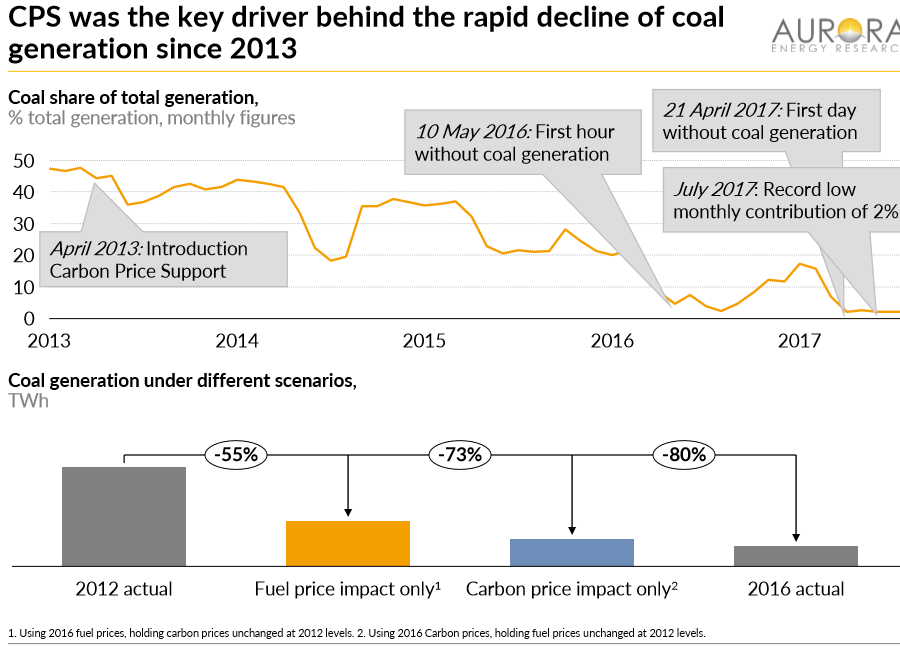 CPS was the key driver behind the rapid decline of coal
generation since 2013
AURORA
ENERGY RESEARCH
Coal share of total generation,
% total generation, monthly figures
10 May 2016: First hour
without coal generation
21 April 2017: First day
without coal generation
July 2017: Record low
monthly contribution of 2%
April 2013: Introduction
Carbon Price Support
50
40
30
20
10
0
2013
2014
2015
2016
2017
Coal generation under different scenarios,
TWh
-55%
-73%
-80%
2012 actual
Fuel price impact only¹
Carbon price impact only²
2016 actual
1. Using 2016 fuel prices, holding carbon prices unchanged at 2012 levels. 2. Using 2016 Carbon prices, holding fuel prices unchanged at 2012 levels.